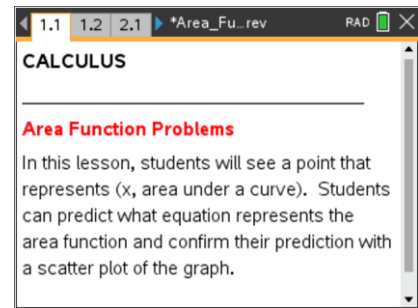 1.1 1.2 2.1 *Area_Fu...rev RAD
CALCULUS
Area Function Problems
In this lesson, students will see a point that
represents (x, area under a curve).  Students
can predict what equation represents the
area function and confirm their prediction with
a scatter plot of the graph.